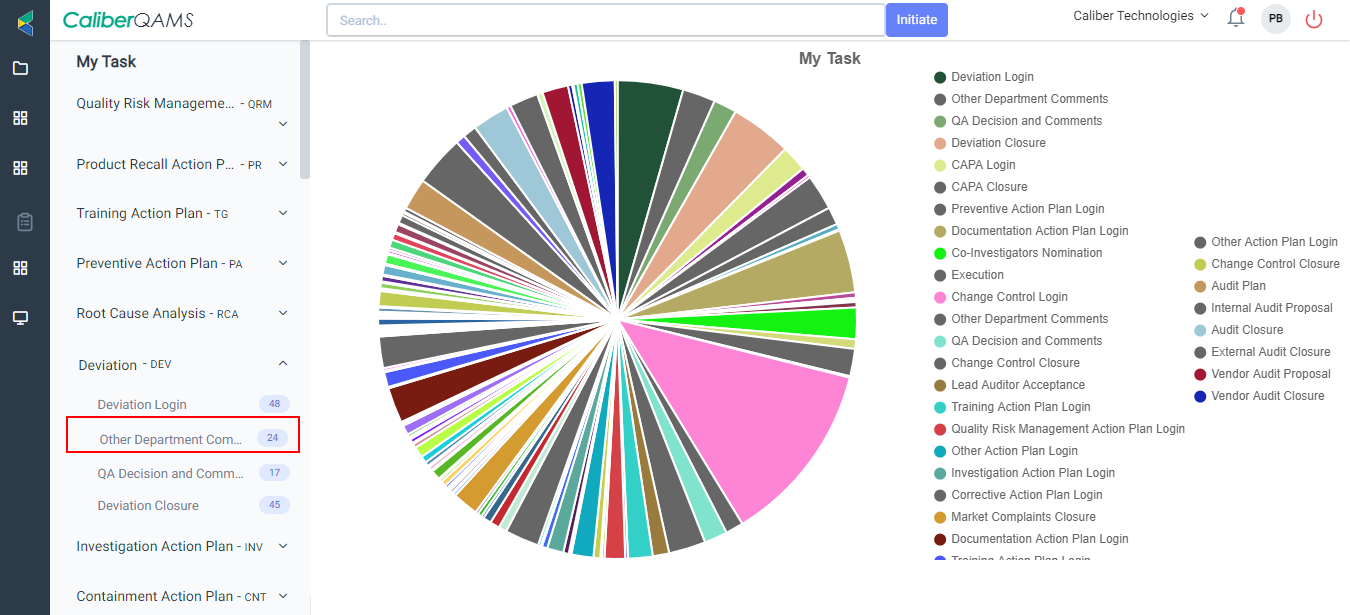 CaliberQAMS
Search..
Initiate
Caliber Technologies
PB
My Task
Quality Risk Manageme... - QRM
Product Recall Action P... - PR
Training Action Plan - TG
Preventive Action Plan - PA
Root Cause Analysis - RCA
Deviation - DEV
Deviation Login 48
Other Department Com... 24
QA Decision and Comm... 17
Deviation Closure 45
Investigation Action Plan - INV
Containment Action Plan - CNT
My Task
Deviation Login
Other Department Comments
QA Decision and Comments
Deviation Closure
CAPA Login
CAPA Closure
Preventive Action Plan Login
Documentation Action Plan Login
Co-Investigators Nomination
Execution
Change Control Login
Other Department Comments
QA Decision and Comments
Change Control Closure
Lead Auditor Acceptance
Training Action Plan Login
Quality Risk Management Action Plan Login
Other Action Plan Login
Investigation Action Plan Login
Corrective Action Plan Login
Market Complaints Closure
Documentation Action Plan Login
Training Action Plan Login
Other Action Plan Login
Change Control Closure
Audit Plan
Internal Audit Proposal
Audit Closure
External Audit Closure
Vendor Audit Proposal
Vendor Audit Closure